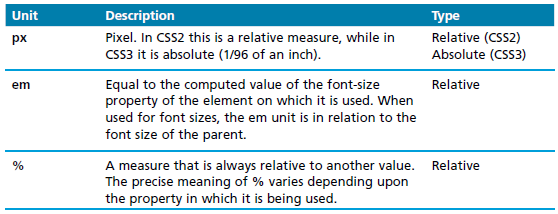 Unit Description Type
px Pixel. In CSS2 this is a relative measure, while in Relative (CSS2)
CSS3 it is absolute (1/96 of an inch). Absolute (CSS3)
em Equal to the computed value of the font-size Relative
property of the element on which it is used. When
used for font sizes, the em unit is in relation to the
font size of the parent.
% A measure that is always relative to another value. Relative
The precise meaning of % varies depending upon
the property in which it is being used.